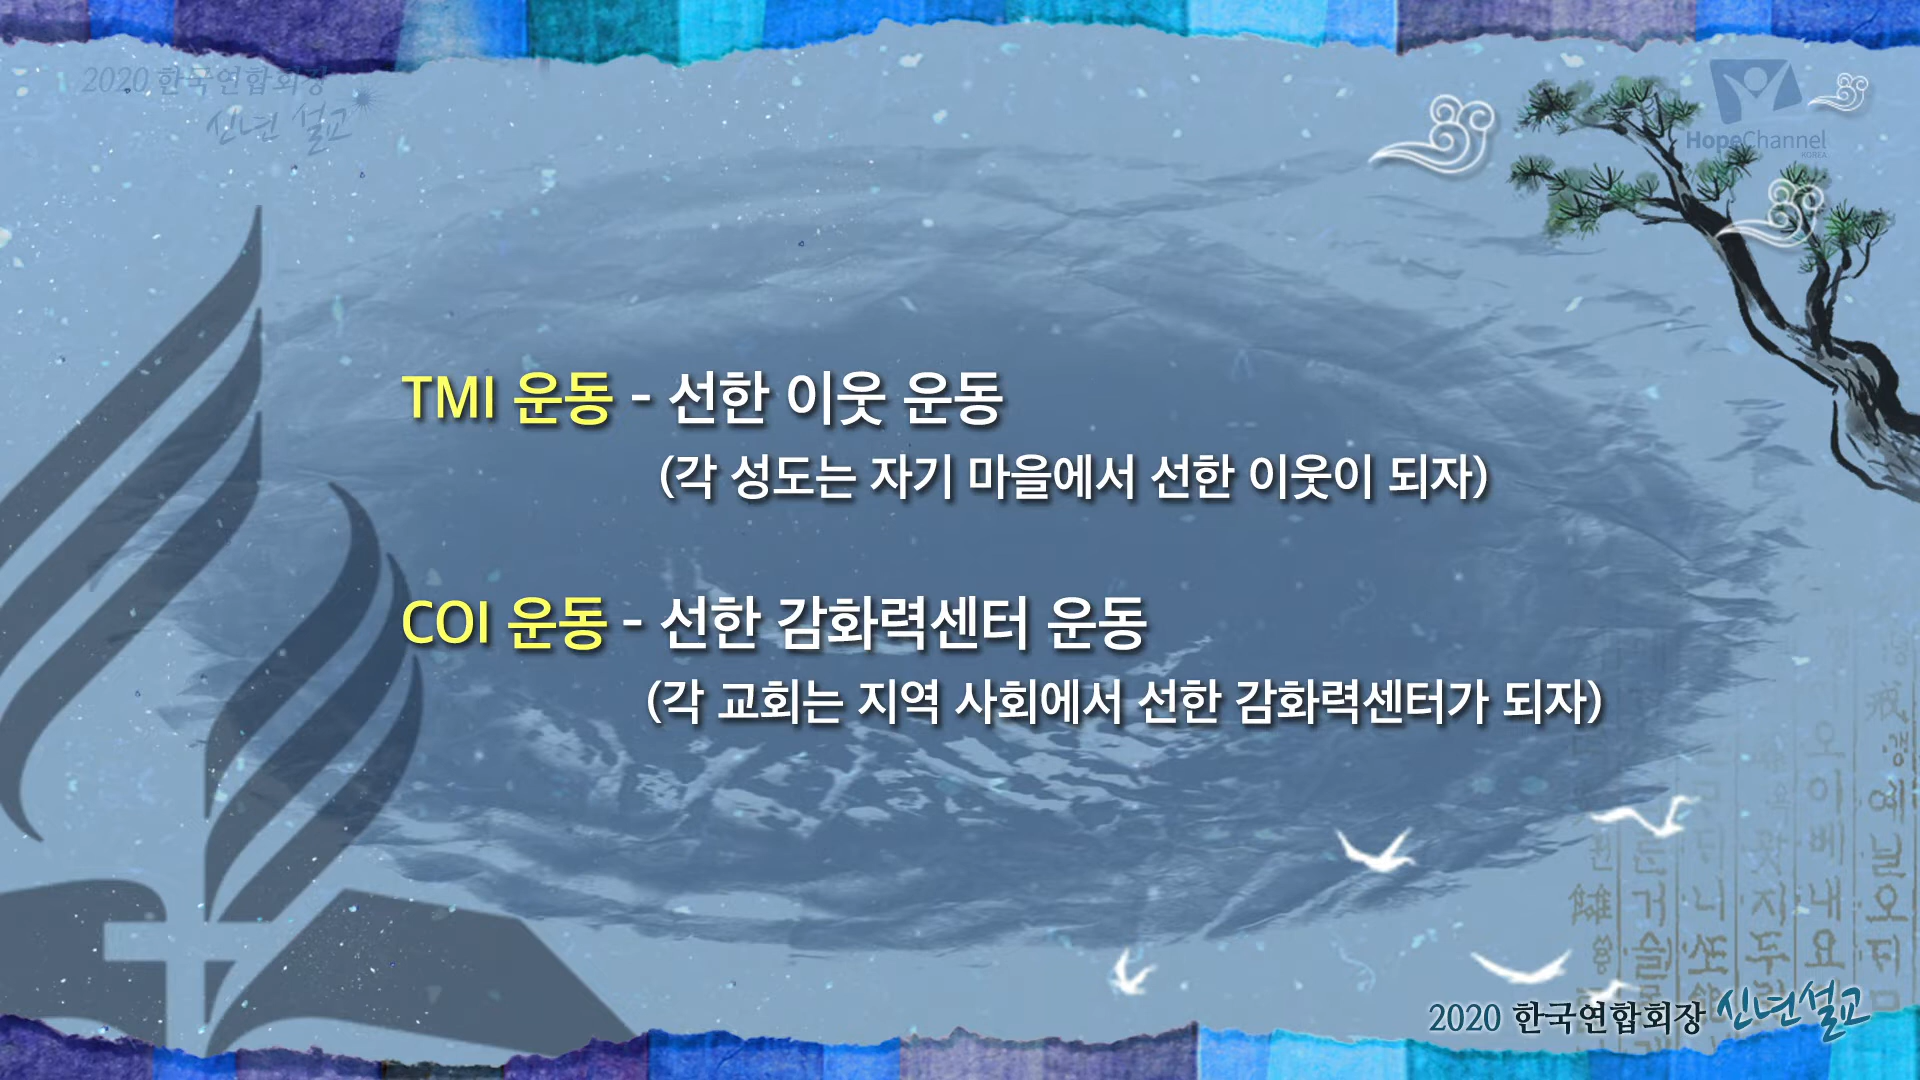 2020 한국연합회장
신년 설교
HopeChannel
KOREA
TMI 운동 - 선한 이웃 운동
(각 성도는 자기 마을에서 선한 이웃이 되자)
COI 운동 - 선한 감화력센터 운동
(각 교회는 지역 사회에서 선한 감화력센터가 되자)
2020 한국연합회장 신년설교